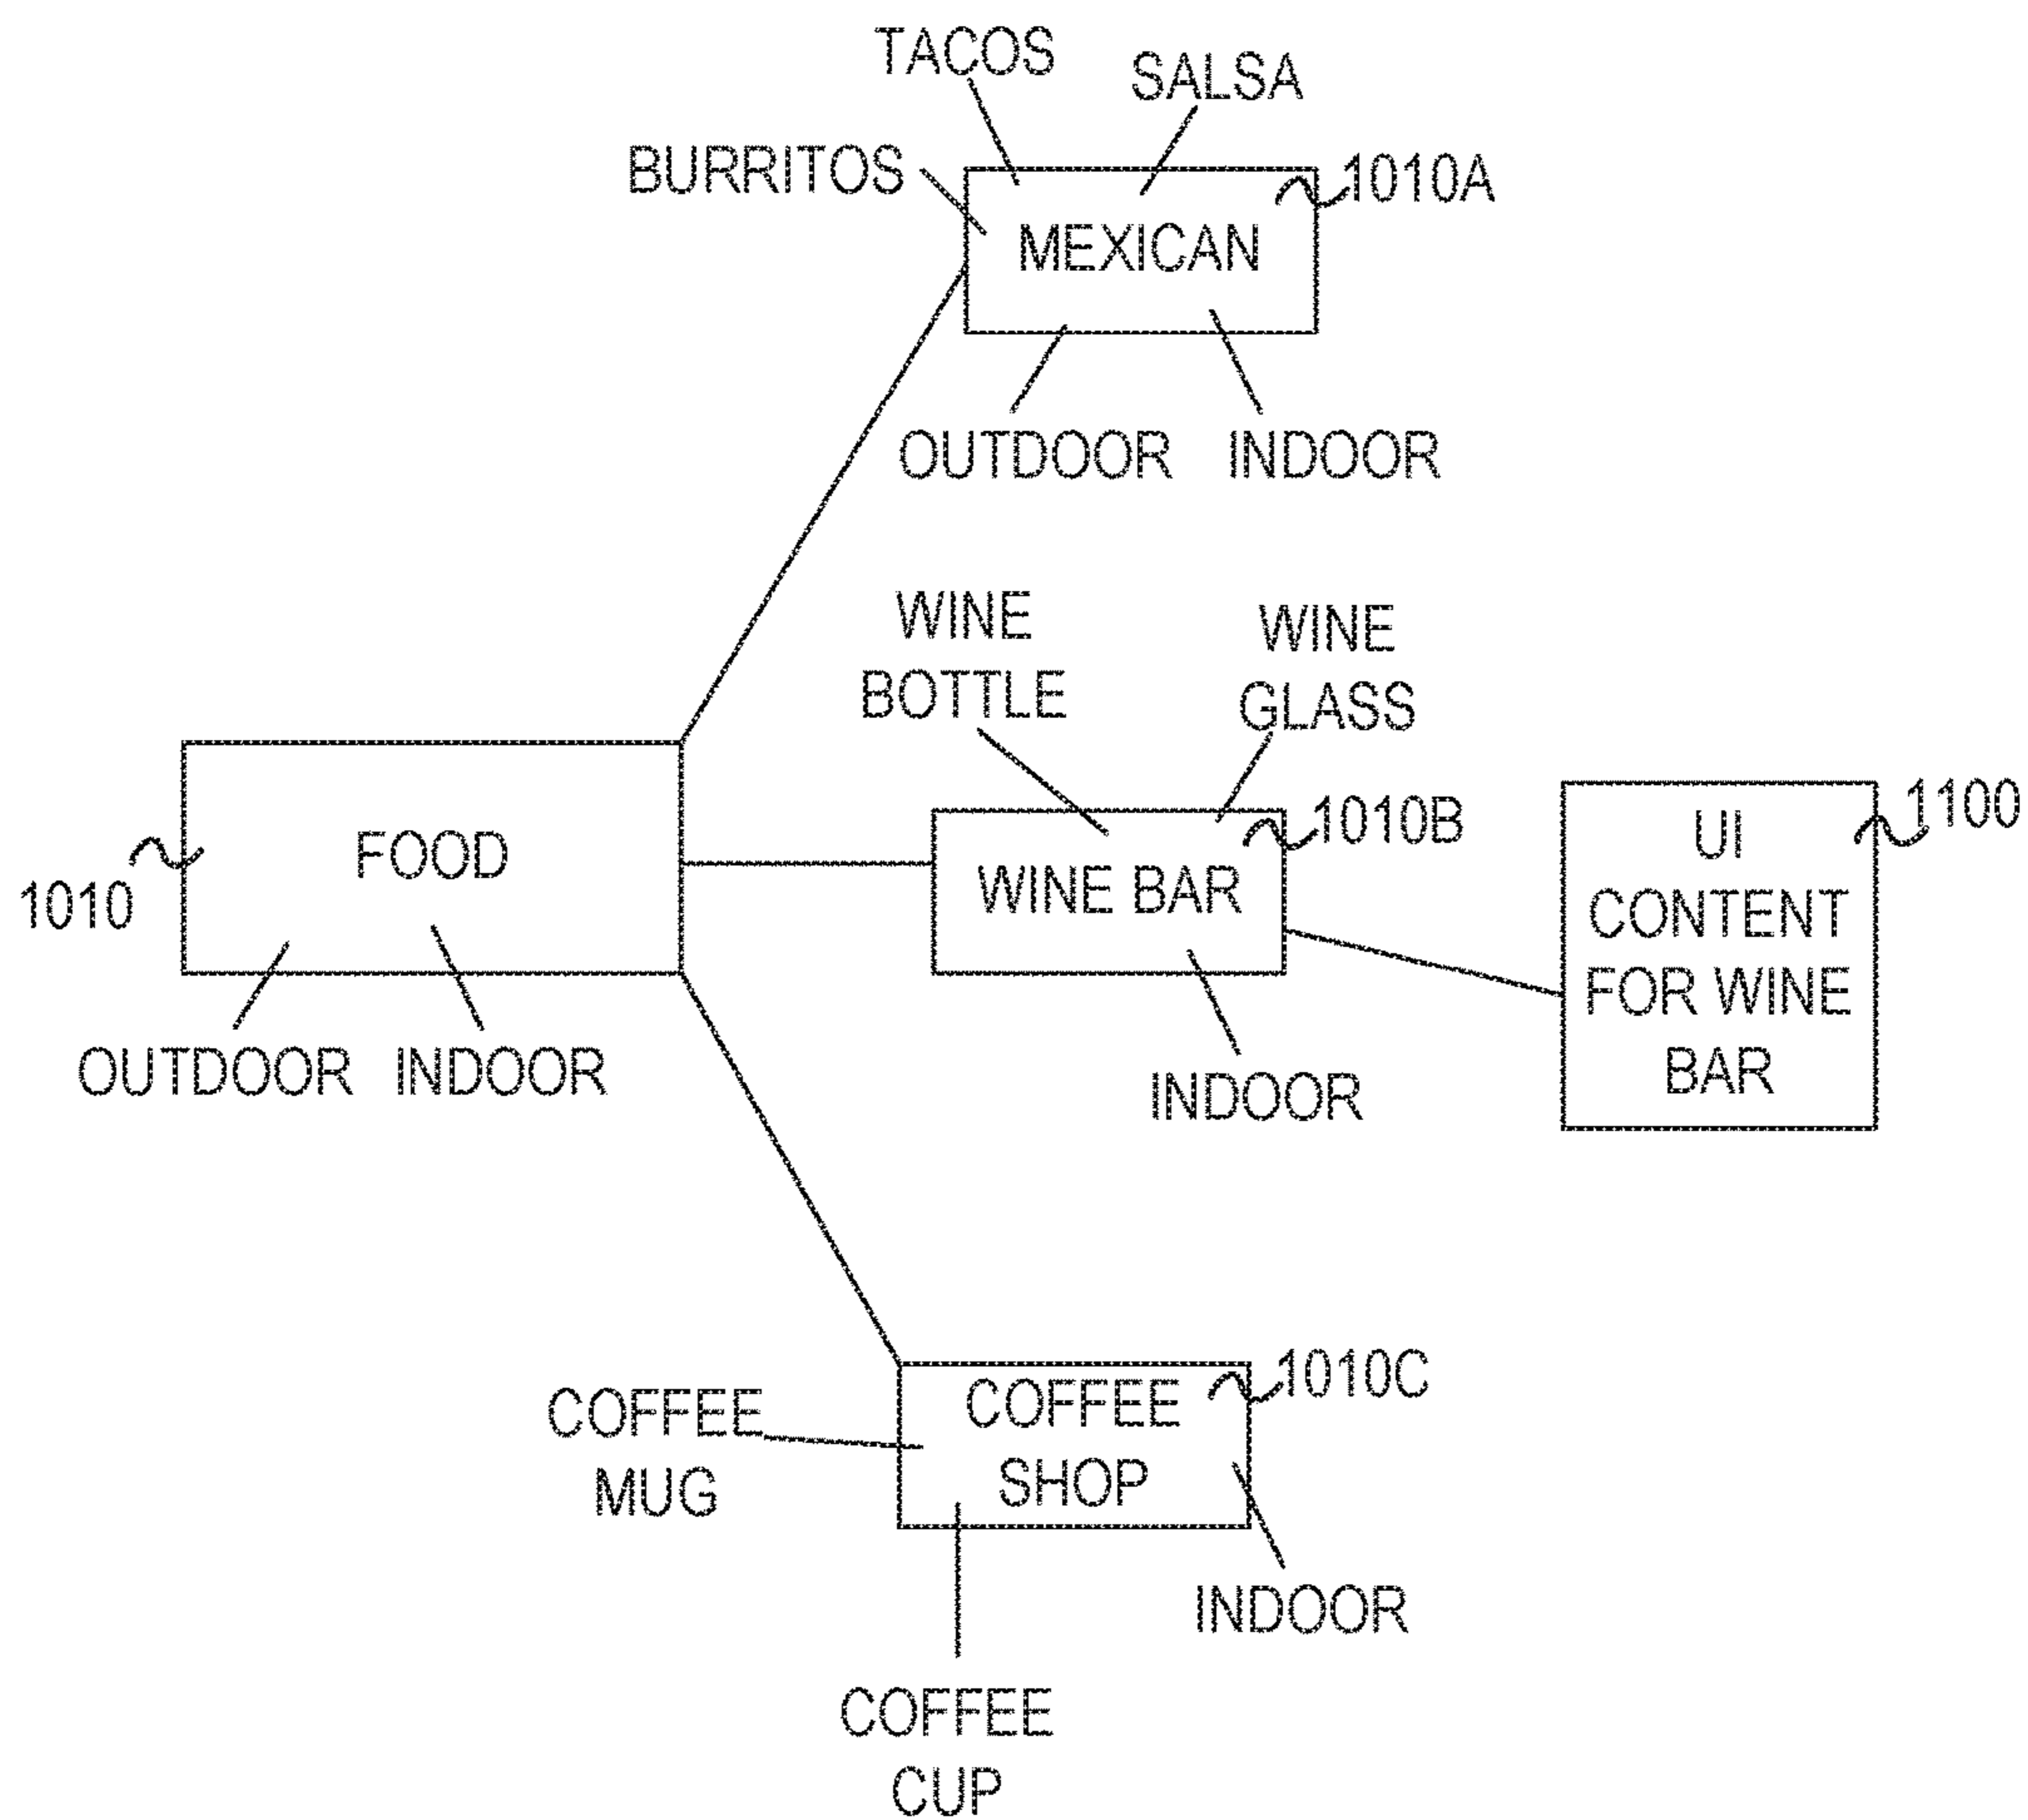 TACOS
SALSA
BURRITOS
1010A
MEXICAN
OUTDOOR
INDOOR
WINE
BOTTLE
WINE
GLASS
1010B
WINE BAR
INDOOR
1100
UI
CONTENT
FOR WINE
BAR
FOOD
1010
OUTDOOR
INDOOR
1010C
COFFEE
SHOP
COFFEE
MUG
INDOOR
COFFEE
CUP